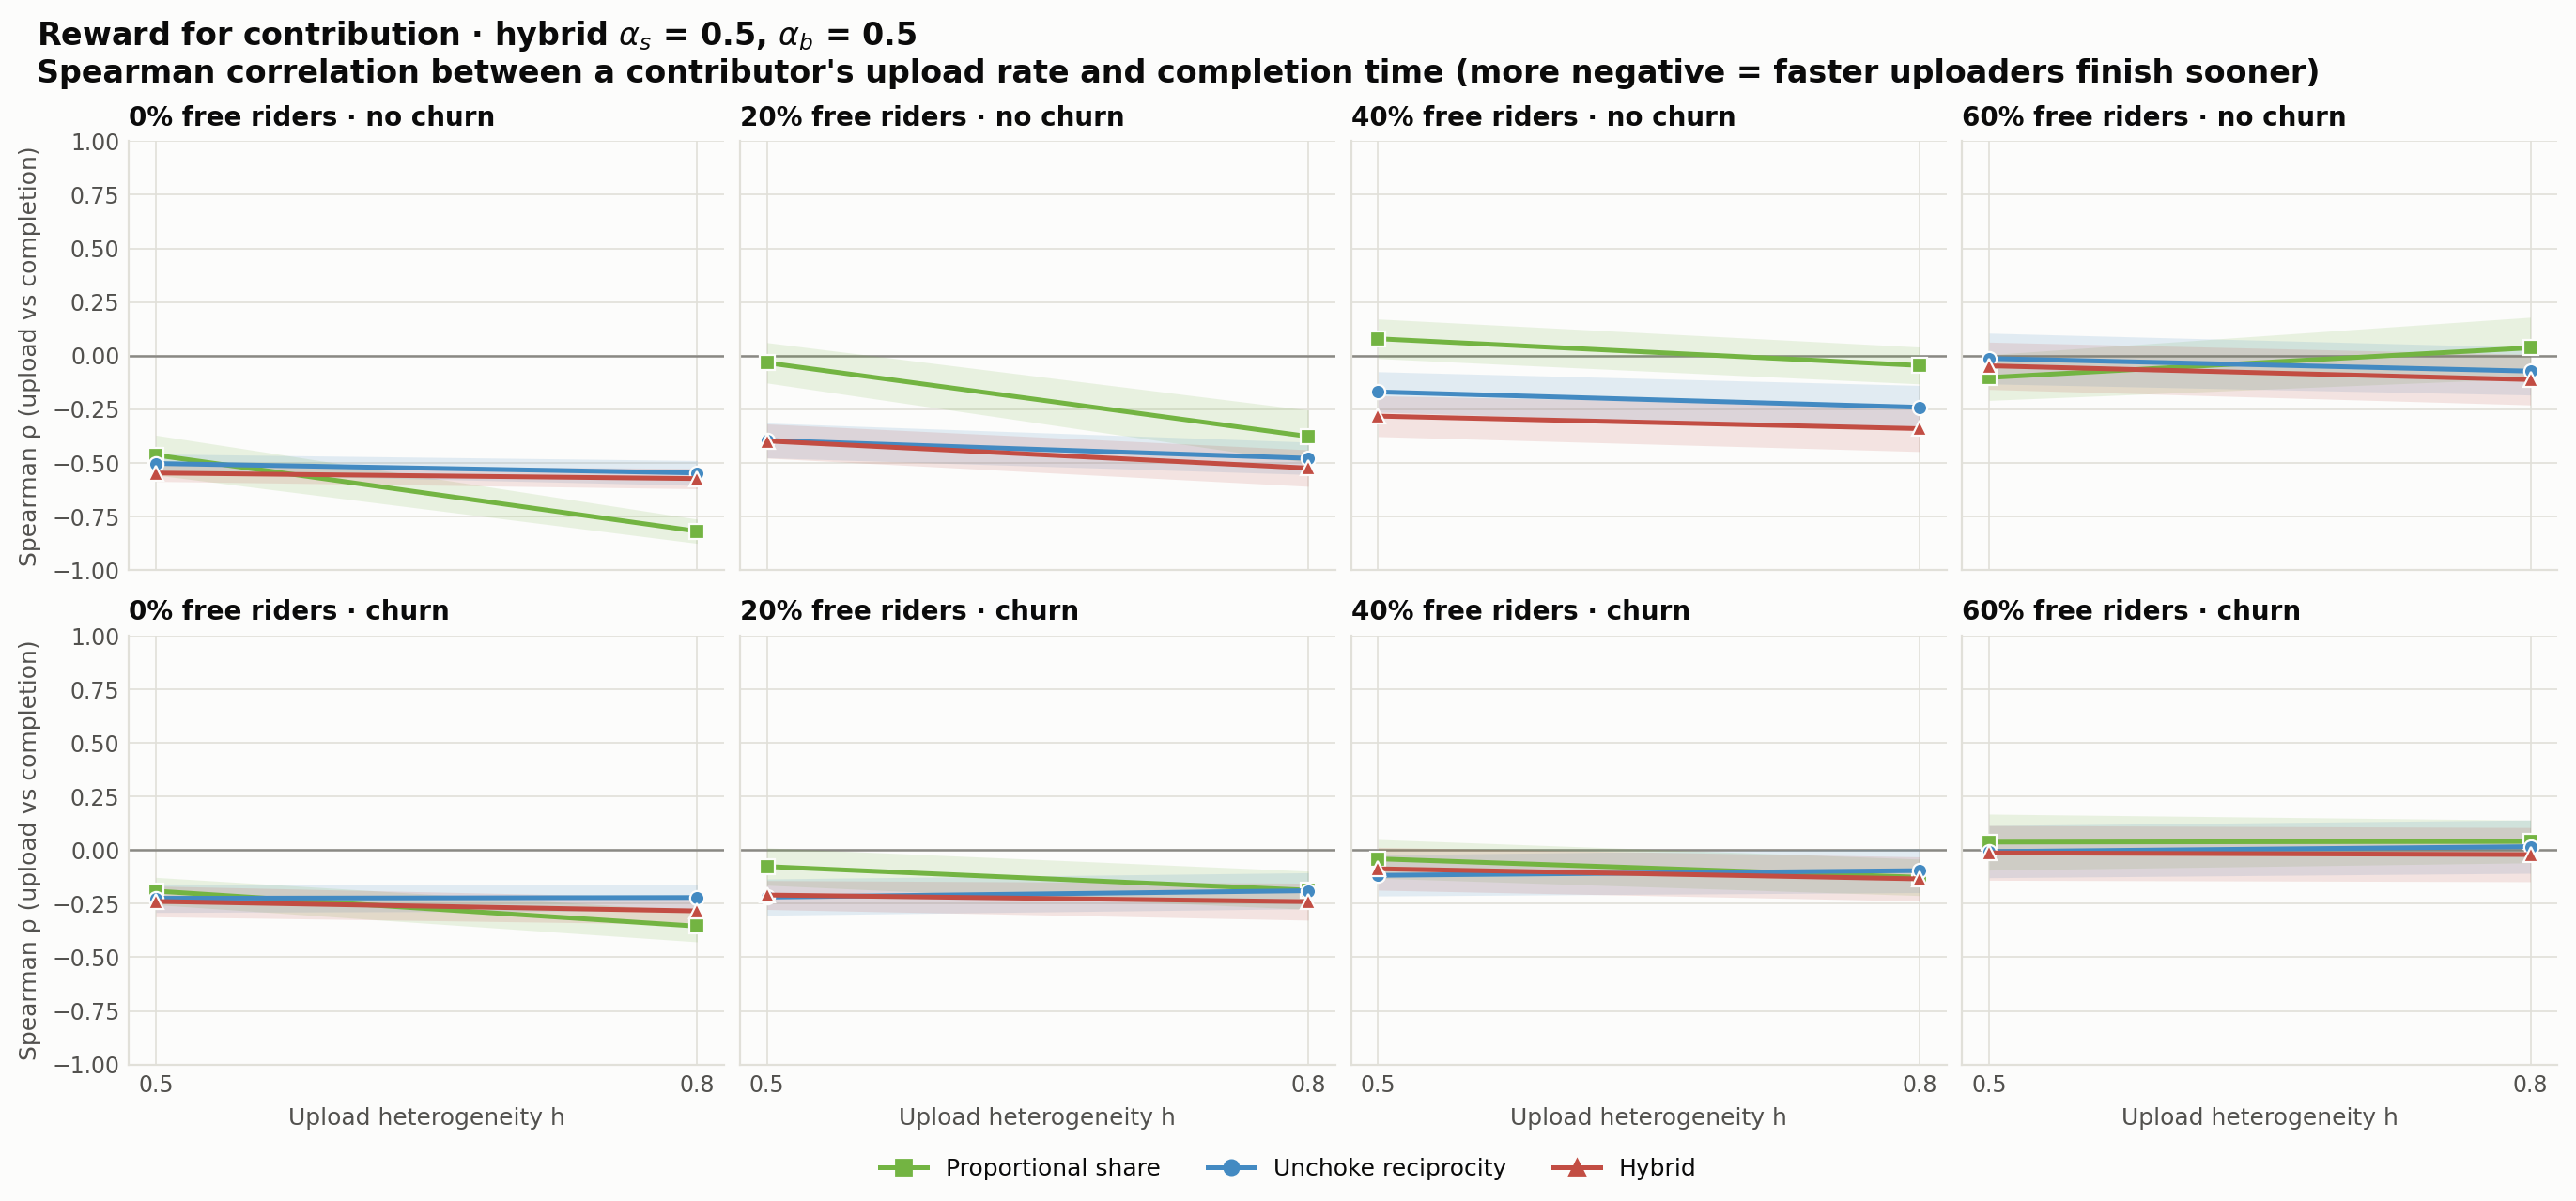 Reward for contribution · hybrid αs = 0.5, αb = 0.5
Spearman correlation between a contributor's upload rate and completion time (more negative = faster uploaders finish sooner)
0% free riders · no churn
20% free riders · no churn
40% free riders · no churn
60% free riders · no churn
Spearman ρ (upload vs completion)
1.00
0.75
0.50
0.25
0.00
−0.25
−0.50
−0.75
−1.00
0% free riders · churn
20% free riders · churn
40% free riders · churn
60% free riders · churn
Spearman ρ (upload vs completion)
1.00
0.75
0.50
0.25
0.00
−0.25
−0.50
−0.75
−1.00
0.5 0.8
0.5 0.8
0.5 0.8
0.5 0.8
Upload heterogeneity h
Upload heterogeneity h
Upload heterogeneity h
Upload heterogeneity h
Proportional share
Unchoke reciprocity
Hybrid